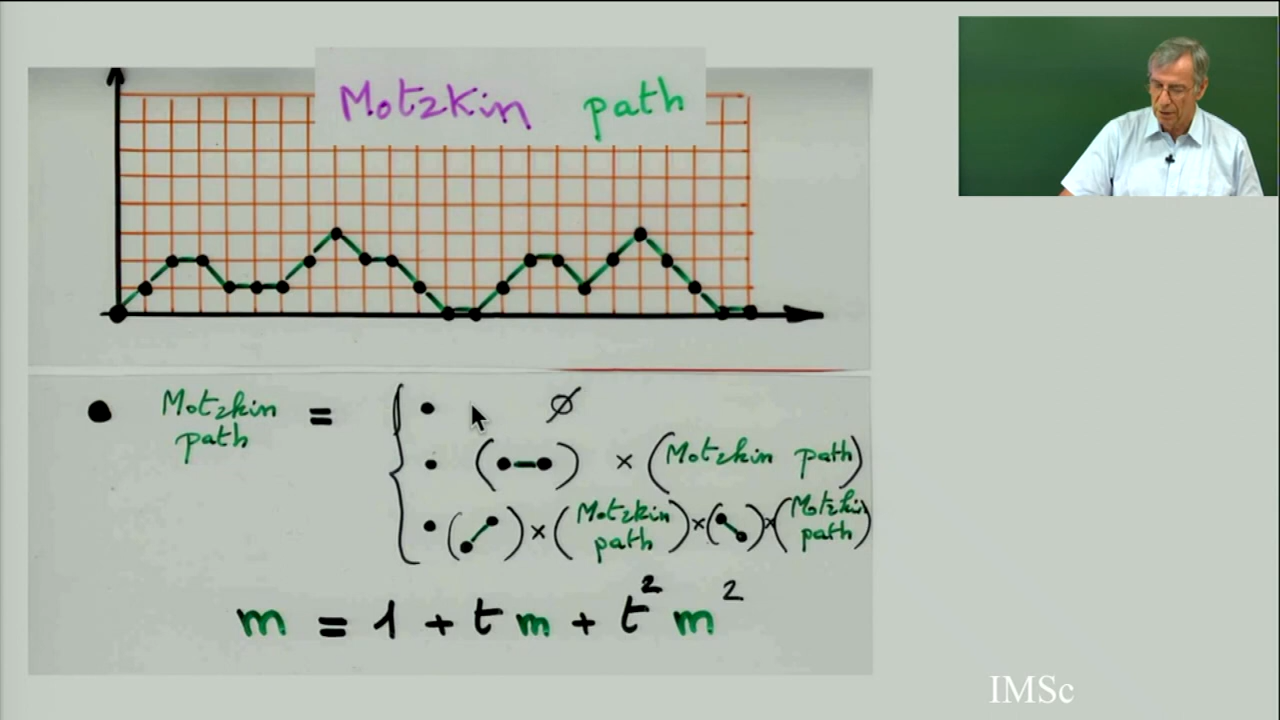 Motzkin path
• Motzkin path = { • ∅
• (•—•) × (Motzkin path)
• ( ) × (Motzkin path) × ( ) × (Motzkin path)
m = 1 + t m + t² m²
IMSc